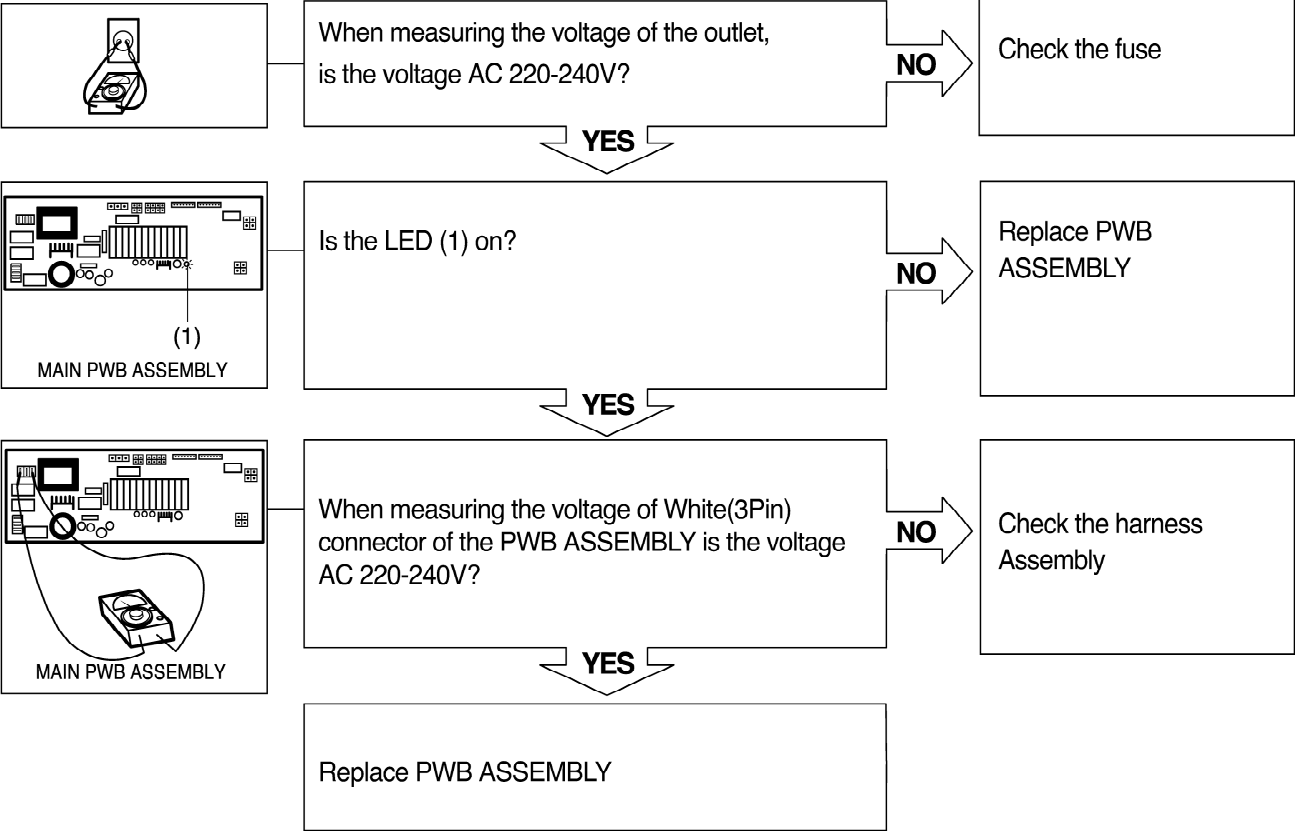 When measuring the voltage of the outlet,
is the voltage AC 220-240V?
NO
Check the fuse
YES
Is the LED (1) on?
NO
Replace PWB
ASSEMBLY
(1)
MAIN PWB ASSEMBLY
YES
When measuring the voltage of White(3Pin)
connector of the PWB ASSEMBLY is the voltage
AC 220-240V?
NO
Check the harness
Assembly
MAIN PWB ASSEMBLY
YES
Replace PWB ASSEMBLY